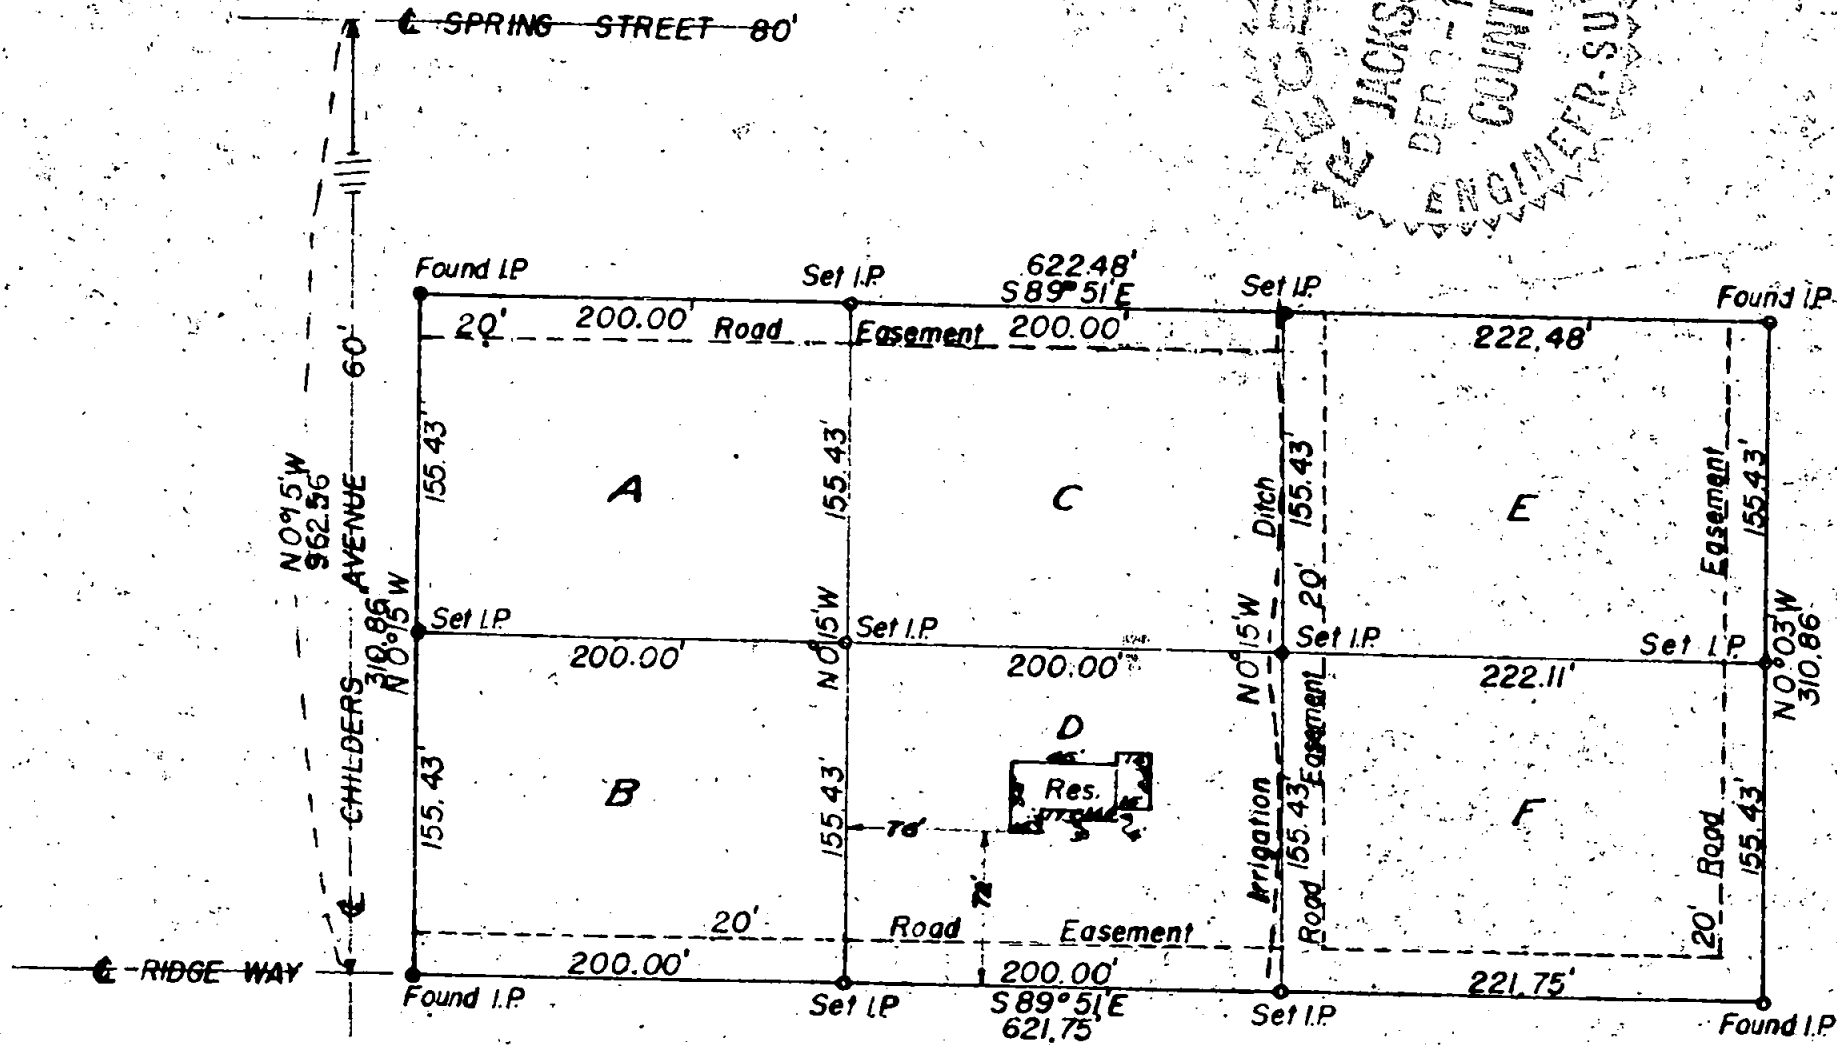 ℄ SPRING STREET 80'
JACKS
COUNT
ENGINEER-SU
Found I.P.
Set I.P.
622.48'
S 89° 51' E
Set I.P.
Found I.P.
20'
200.00'
Road
Easement
200.00'
222.48'
N 0°15'W
962.56'
℄ CHILDERS AVENUE 60'
310.86'
N 0°15'W
155.43'
A
155.43'
C
Ditch
155.43'
E
Easement
155.43'
20'
Set I.P.
N 0°15'W
Set I.P.
N 0°15'W
Set I.P.
Set I.P.
N 0°03'W
310.86'
200.00'
200.00'
222.11'
155.43'
B
155.43'
D
Res.
76'
72'
Irrigation
155.43'
Road Easement
F
20' Road
155.43'
20'
Road
Easement
℄ RIDGE WAY
200.00'
200.00'
221.75'
Found I.P.
Set I.P.
S 89° 51' E
621.75'
Set I.P.
Found I.P.